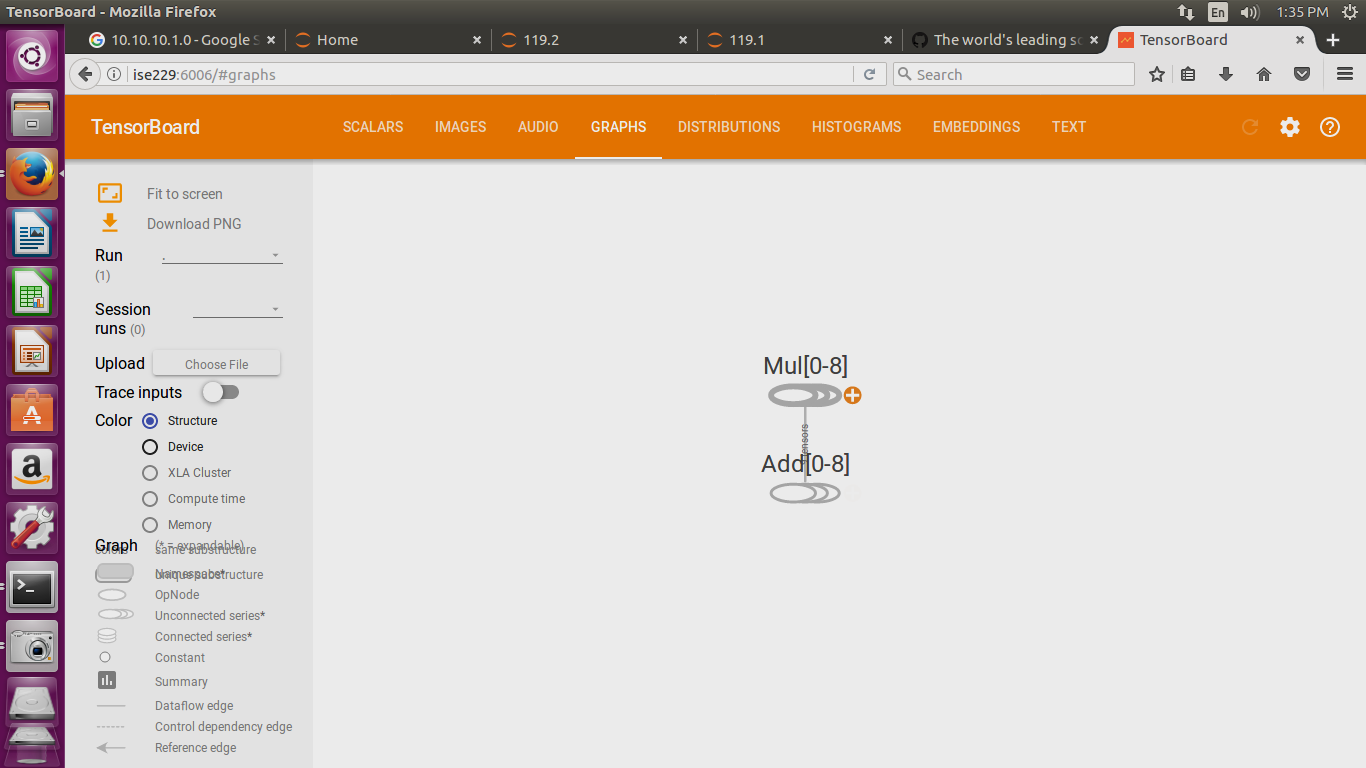 TensorBoard - Mozilla Firefox
En
1:35 PM
10.10.10.1.0 - Google S
Home
119.2
119.1
The world's leading so
TensorBoard
ise229:6006/#graphs
Search
TensorBoard
SCALARS
IMAGES
AUDIO
GRAPHS
DISTRIBUTIONS
HISTOGRAMS
EMBEDDINGS
TEXT
Fit to screen
Download PNG
Run
(1)
.
Session
runs (0)
Upload
Choose File
Trace inputs
Color
Structure
Device
XLA Cluster
Compute time
Memory
Graph
(* = expandable)
colors
same substructure
Namespace*
unique substructure
OpNode
Unconnected series*
Connected series*
Constant
Summary
Dataflow edge
Control dependency edge
Reference edge
Mul[0-8]
Add[0-8]